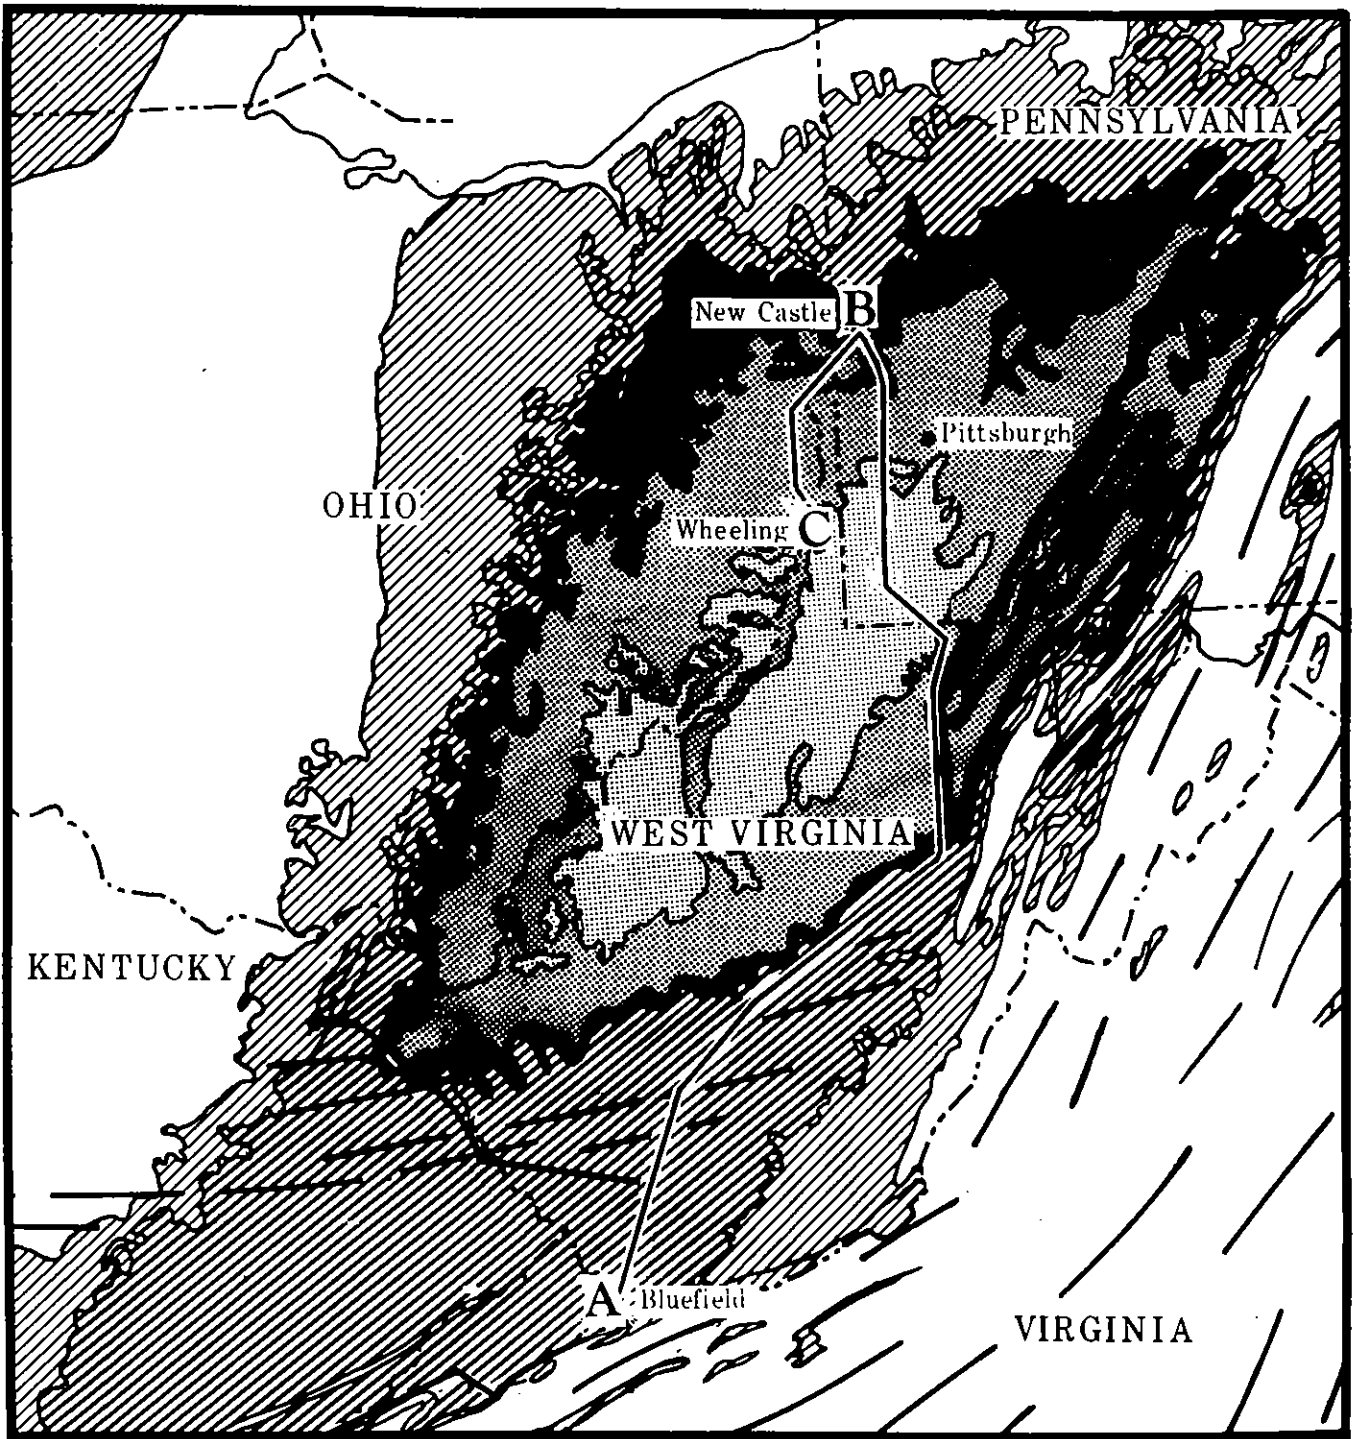 PENNSYLVANIA
New Castle B
Pittsburgh
OHIO
Wheeling C
WEST VIRGINIA
KENTUCKY
A Bluefield
VIRGINIA